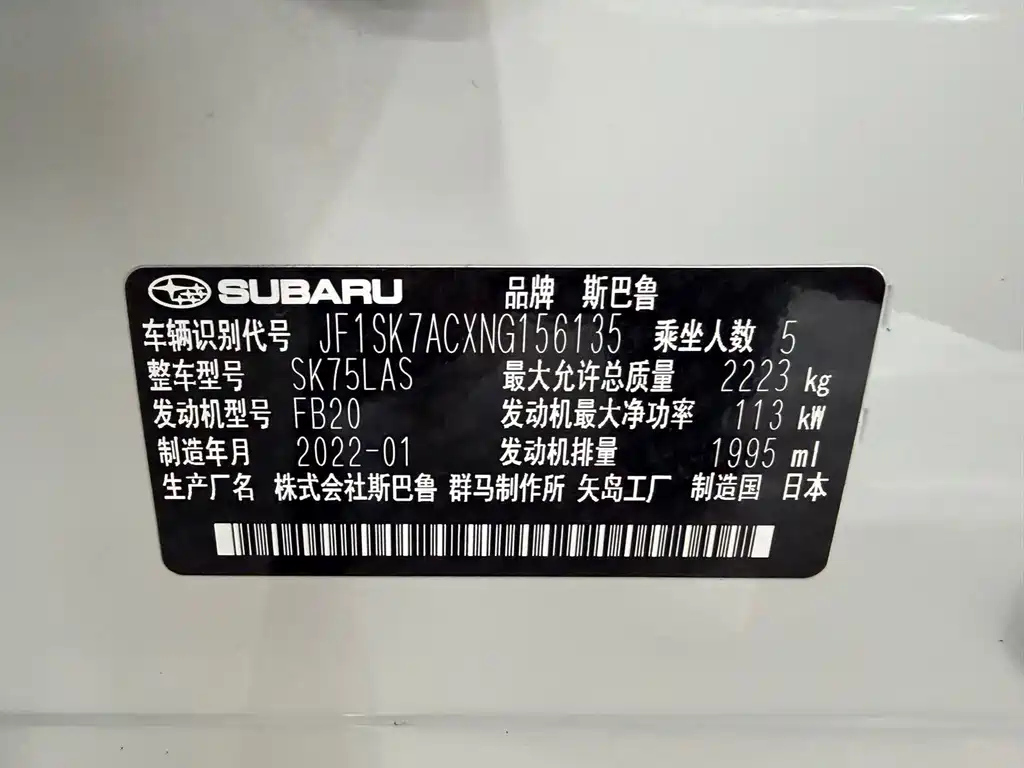 SUBARU 品牌 斯巴鲁
车辆识别代号 JF1SK7ACXNG156135 乘坐人数 5
整车型号 SK75LAS 最大允许总质量 2223 kg
发动机型号 FB20 发动机最大净功率 113 kW
制造年月 2022-01 发动机排量 1995 ml
生产厂名 株式会社斯巴鲁 群马制作所 矢岛工厂 制造国 日本